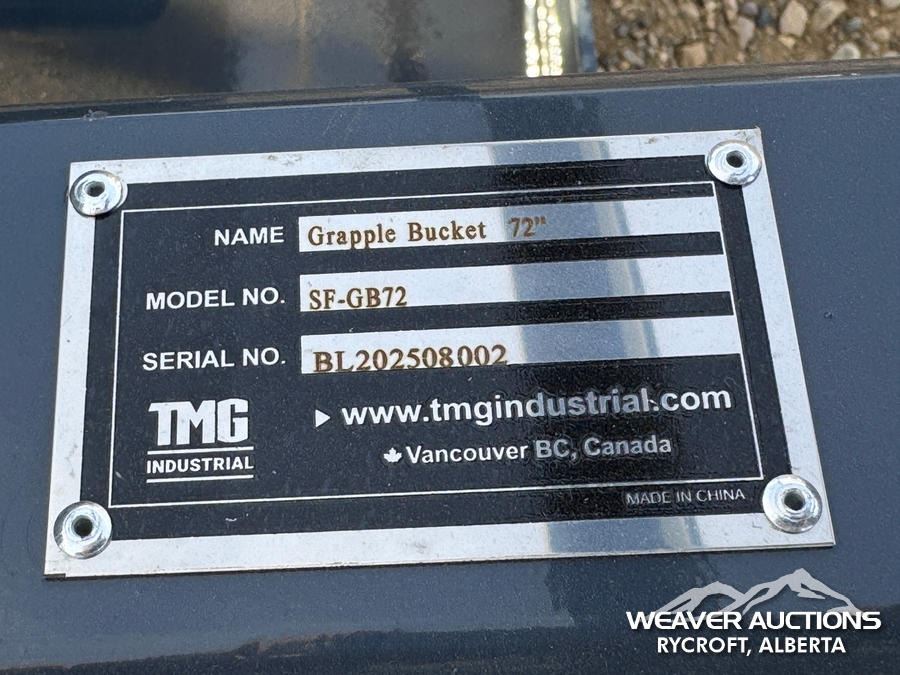 NAME Grapple Bucket 72"
MODEL NO. SF-GB72
SERIAL NO. BL202508002
TMG
INDUSTRIAL
www.tmgindustrial.com
Vancouver BC, Canada
MADE IN CHINA
WEAVER AUCTIONS
RYCROFT, ALBERTA